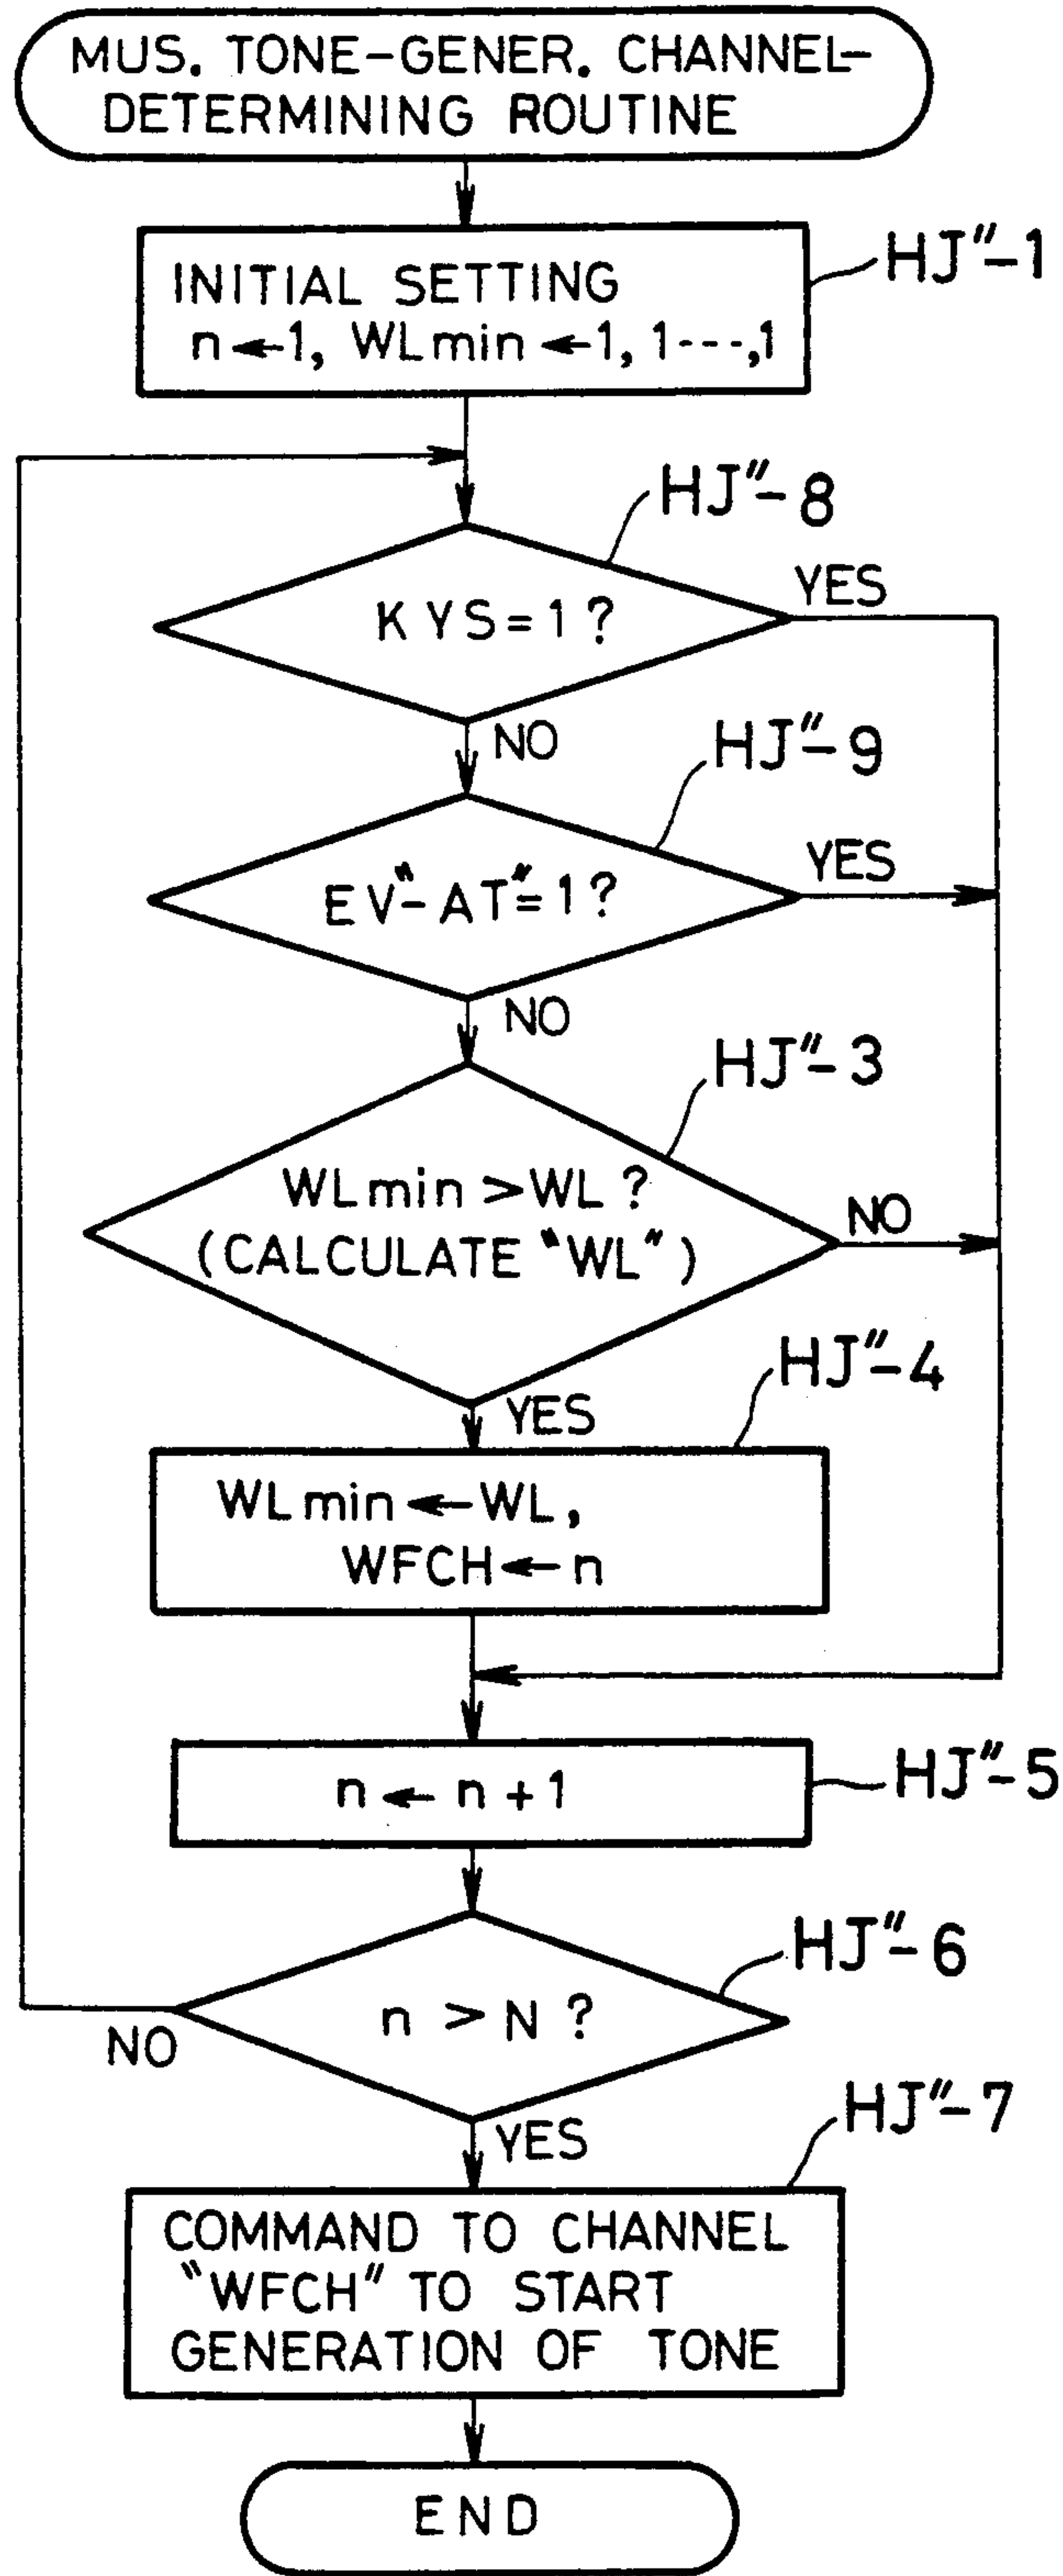 MUS. TONE-GENER. CHANNEL-
DETERMINING ROUTINE
INITIAL SETTING
n←1, WLmin←1, 1---,1
HJ"-1
HJ"-8
KYS=1?
YES
NO
HJ"-9
EV"-AT"=1?
YES
NO
HJ"-3
WLmin>WL?
(CALCULATE "WL")
NO
YES
HJ"-4
WLmin←WL,
WFCH←n
n←n+1
HJ"-5
HJ"-6
n>N?
NO
YES
HJ"-7
COMMAND TO CHANNEL
"WFCH" TO START
GENERATION OF TONE
END